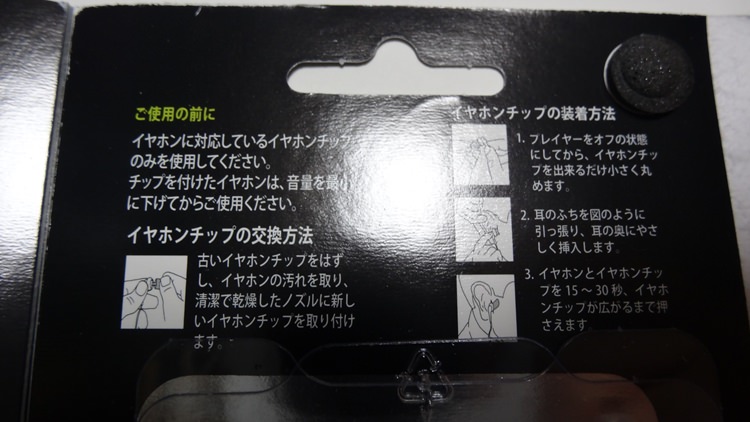 ご使用の前に
イヤホンに対応しているイヤホンチップ
のみを使用してください。
チップを付けたイヤホンは、音量を最小
に下げてからご使用ください。
イヤホンチップの交換方法
古いイヤホンチップをはず
し、イヤホンの汚れを取り、
清潔で乾燥したノズルに新し
いイヤホンチップを取り付け
ます。
イヤホンチップの装着方法
1. プレイヤーをオフの状態
にしてから、イヤホンチッ
プを出来るだけ小さく丸
めます。
2. 耳のふちを図のように
引っ張り、耳の奥にやさ
しく挿入します。
3. イヤホンとイヤホンチッ
プを 15～30 秒、イヤホ
ンチップが広がるまで押
さえます。